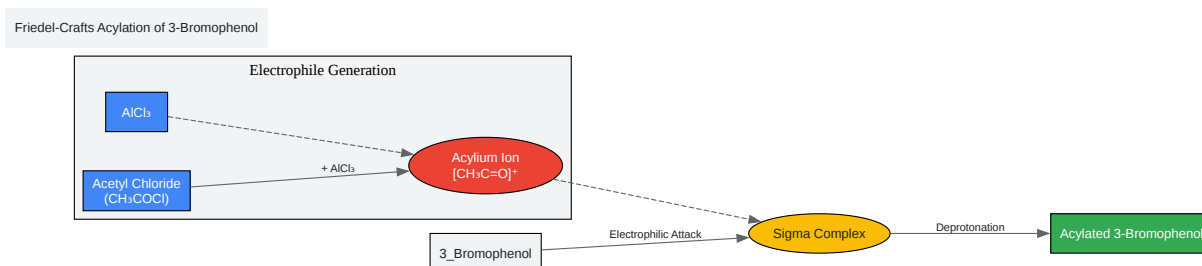 Friedel-Crafts Acylation of 3-Bromophenol
Electrophile Generation
AlCl₃
+ AlCl₃
Acetyl Chloride
(CH₃COCl)
Acylium Ion
[CH₃C=O]⁺
3_Bromophenol
Electrophilic Attack
Sigma Complex
Deprotonation
Acylated 3-Bromophenol